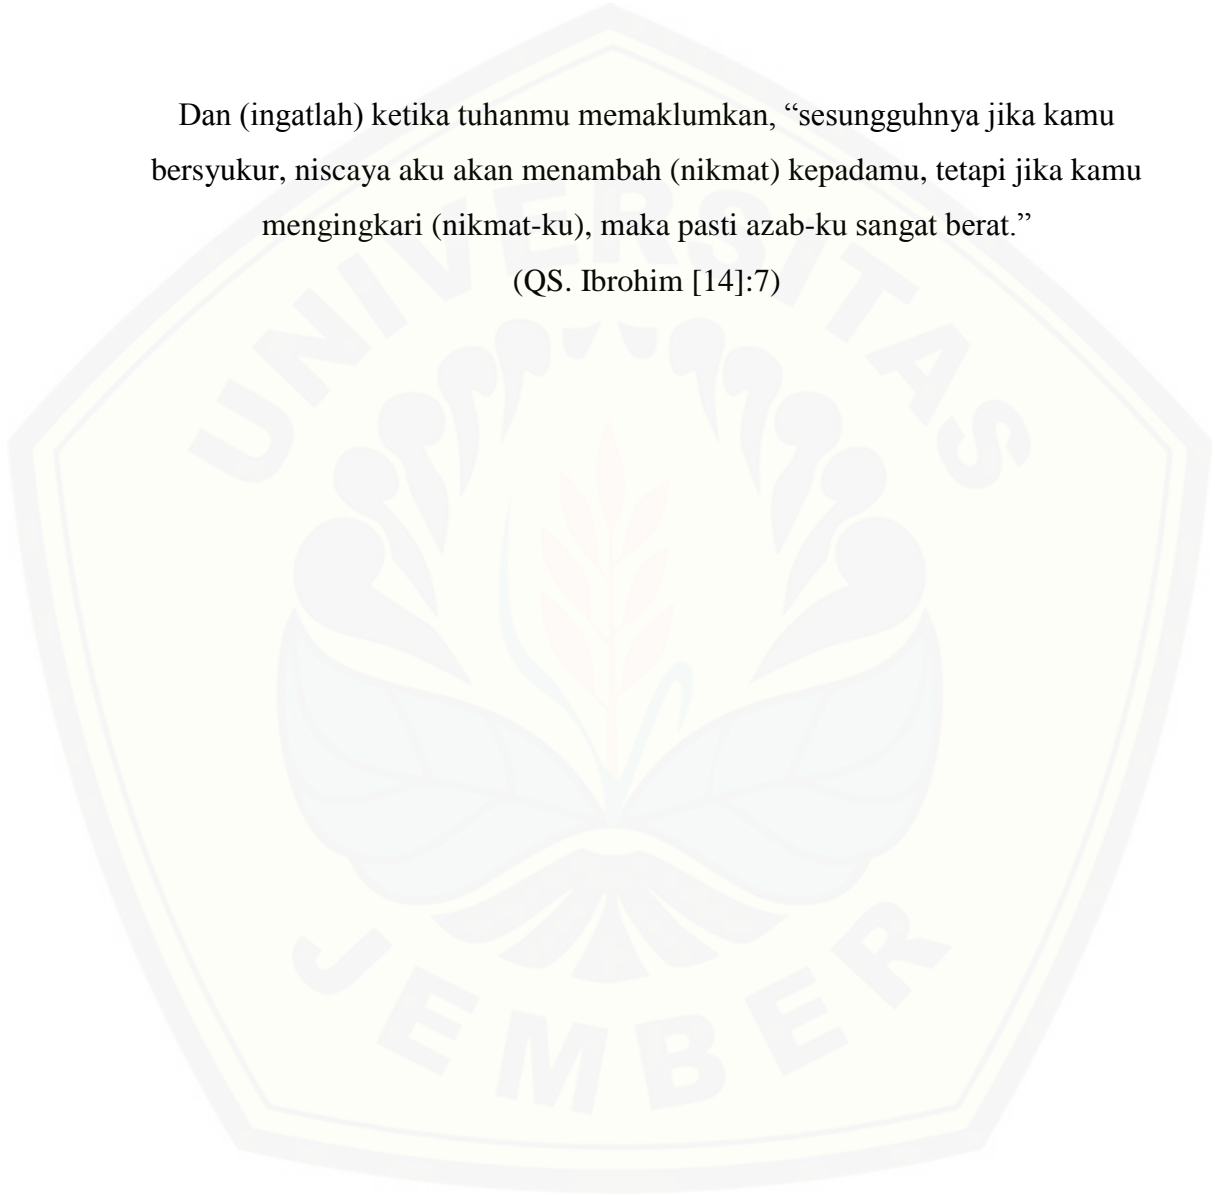 Dan (ingatlah) ketika tuhanmu memaklumkan, “sesungguhnya jika kamu
bersyukur, niscaya aku akan menambah (nikmat) kepadamu, tetapi jika kamu
mengingkari (nikmat-ku), maka pasti azab-ku sangat berat.”
(QS. Ibrohim [14]:7)
UNIVERSITAS
JEMBER